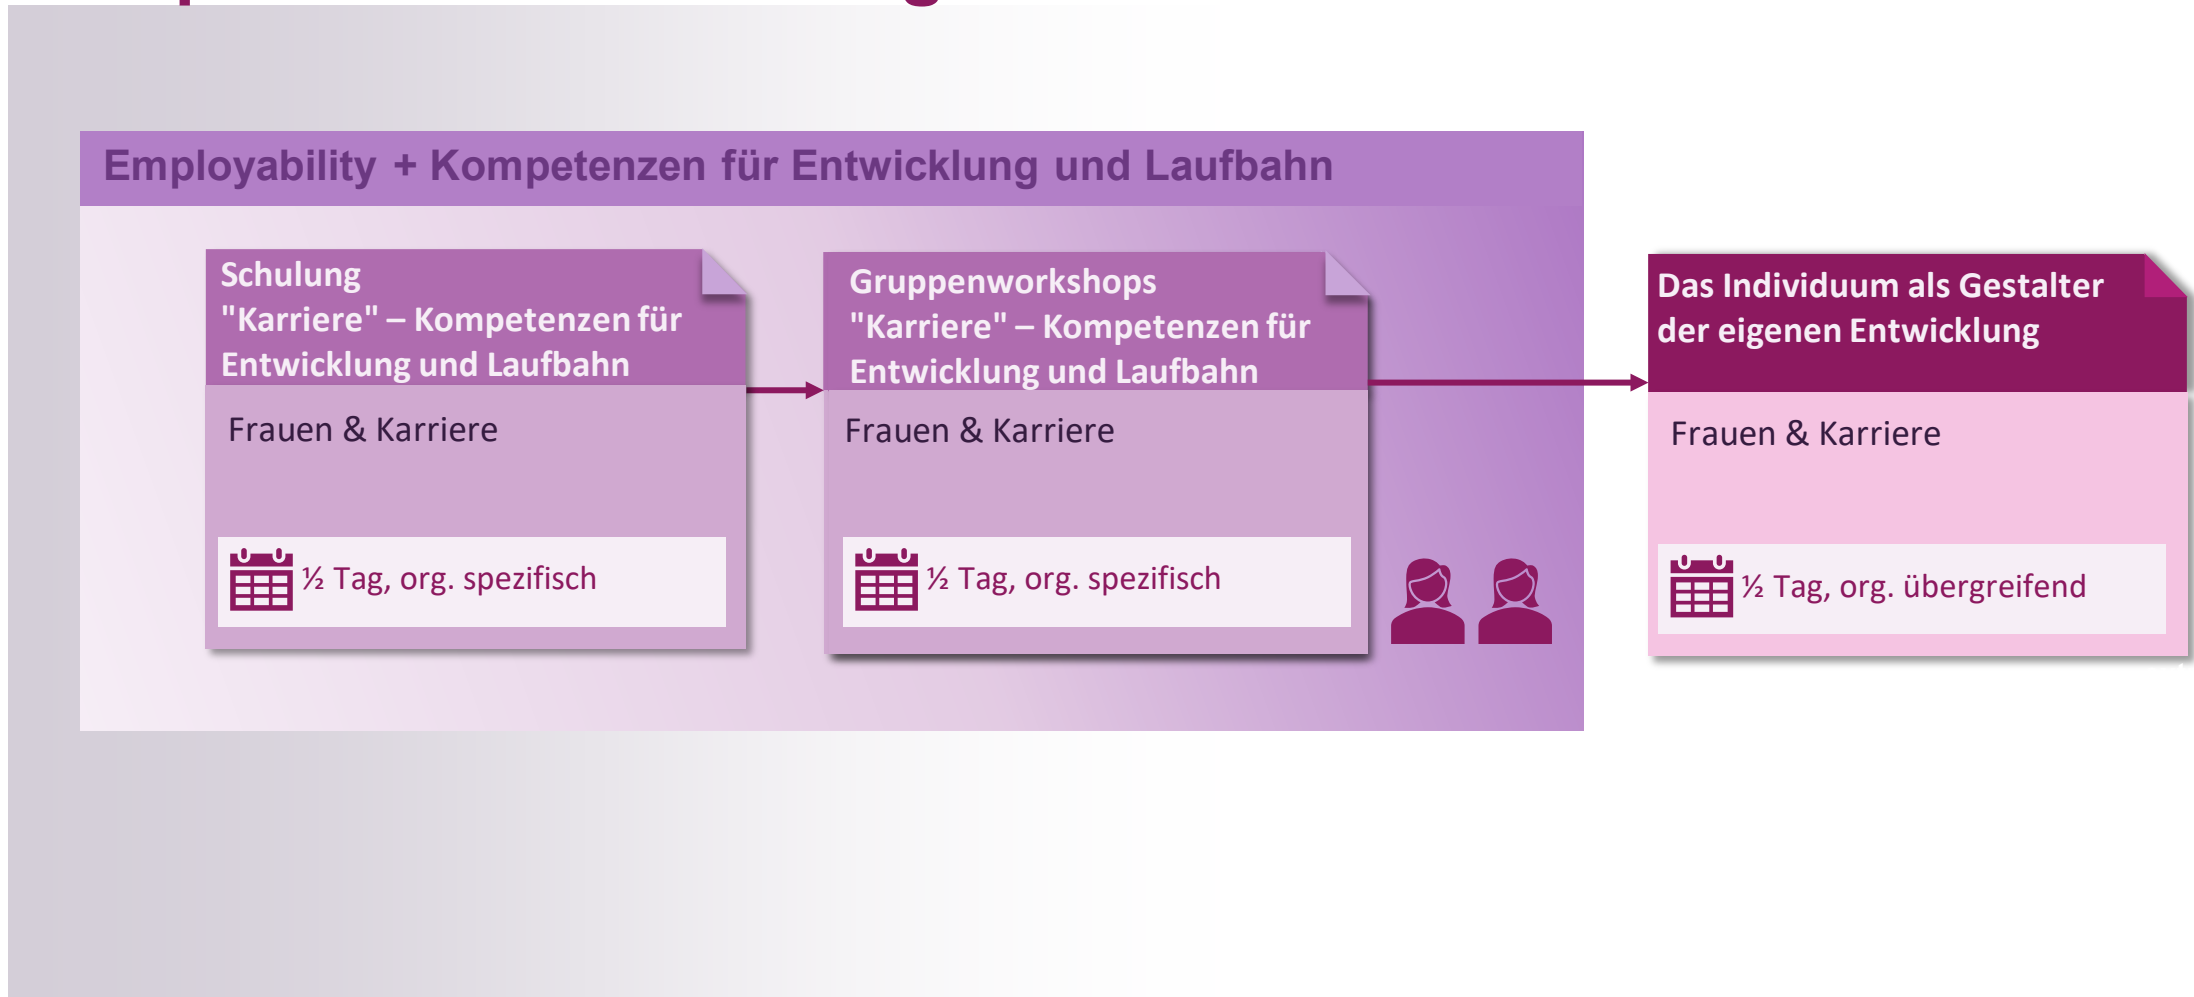 Employability + Kompetenzen für Entwicklung und Laufbahn
Schulung
"Karriere" – Kompetenzen für
Entwicklung und Laufbahn
Frauen & Karriere
½ Tag, org. spezifisch
Gruppenworkshops
"Karriere" – Kompetenzen für
Entwicklung und Laufbahn
Frauen & Karriere
½ Tag, org. spezifisch
Das Individuum als Gestalter
der eigenen Entwicklung
Frauen & Karriere
½ Tag, org. übergreifend